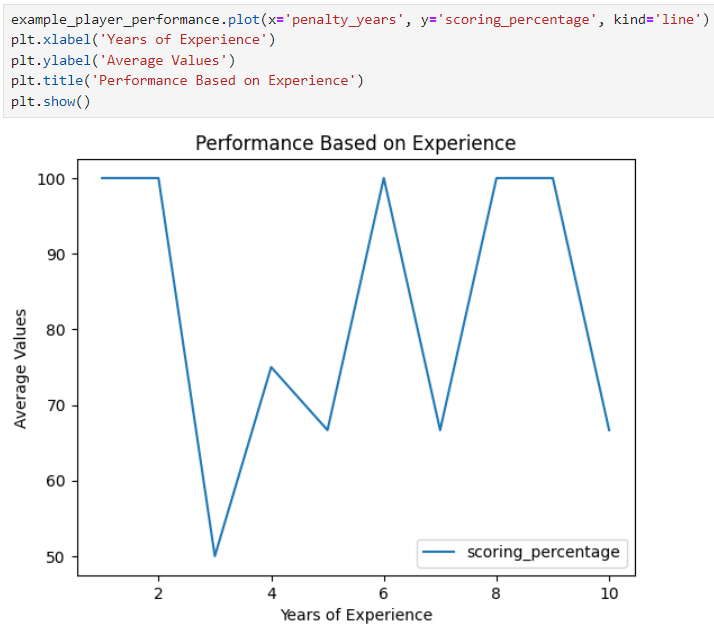 example_player_performance.plot(x='penalty_years', y='scoring_percentage', kind='line')
plt.xlabel('Years of Experience')
plt.ylabel('Average Values')
plt.title('Performance Based on Experience')
plt.show()
Performance Based on Experience
100
90
80
70
60
50
Average Values
scoring_percentage
2 4 6 8 10
Years of Experience